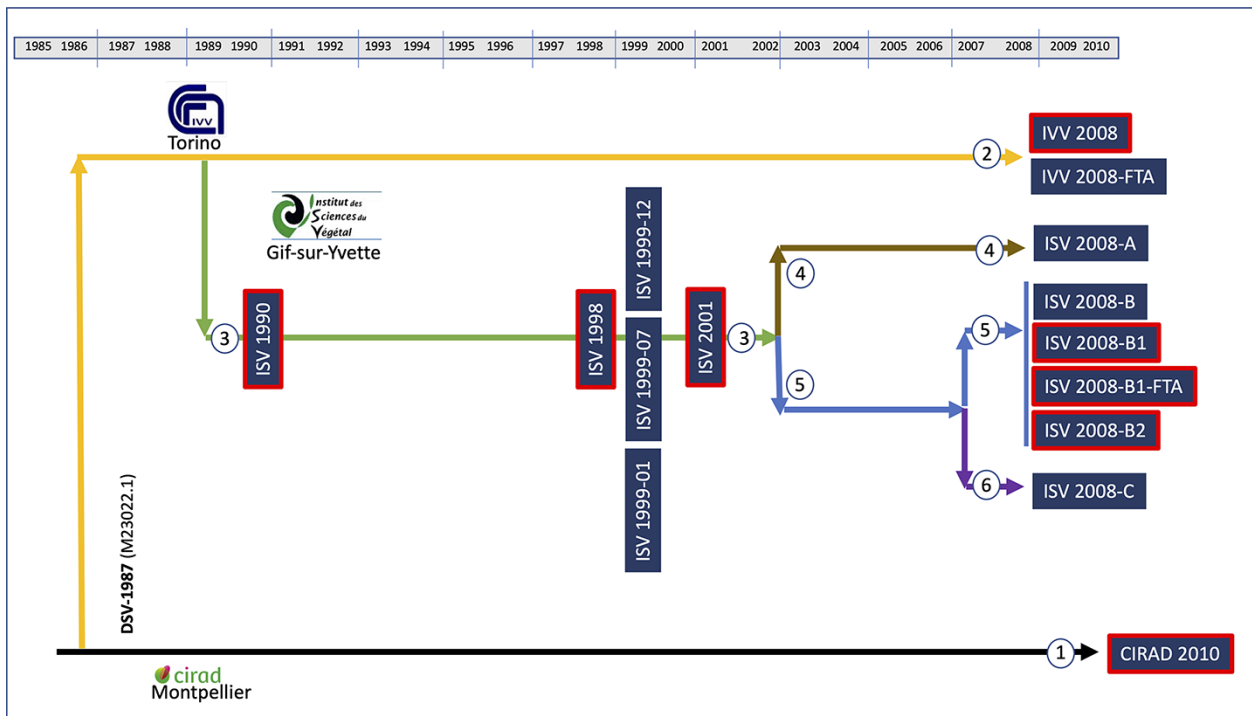 1985 1986 1987 1988 1989 1990 1991 1992 1993 1994 1995 1996 1997 1998 1999 2000 2001 2002 2003 2004 2005 2006 2007 2008 2009 2010
IVV
Torino
2
IVV 2008
IVV 2008-FTA
Institut des
Sciences du
Végétal
Gif-sur-Yvette
ISV 1999-12
4
4
ISV 2008-A
3
ISV 1990
ISV 1998
ISV 1999-07
ISV 2001
3
5
5
ISV 2008-B
ISV 2008-B1
ISV 2008-B1-FTA
ISV 2008-B2
ISV 1999-01
6
ISV 2008-C
DSV-1987 (M23022.1)
1
CIRAD 2010
cirad
Montpellier